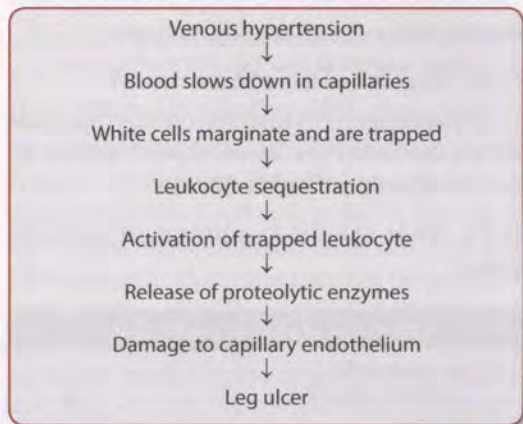 Venous hypertension
↓
Blood slows down in capillaries
↓
White cells marginate and are trapped
↓
Leukocyte sequestration
↓
Activation of trapped leukocyte
↓
Release of proteolytic enzymes
↓
Damage to capillary endothelium
↓
Leg ulcer